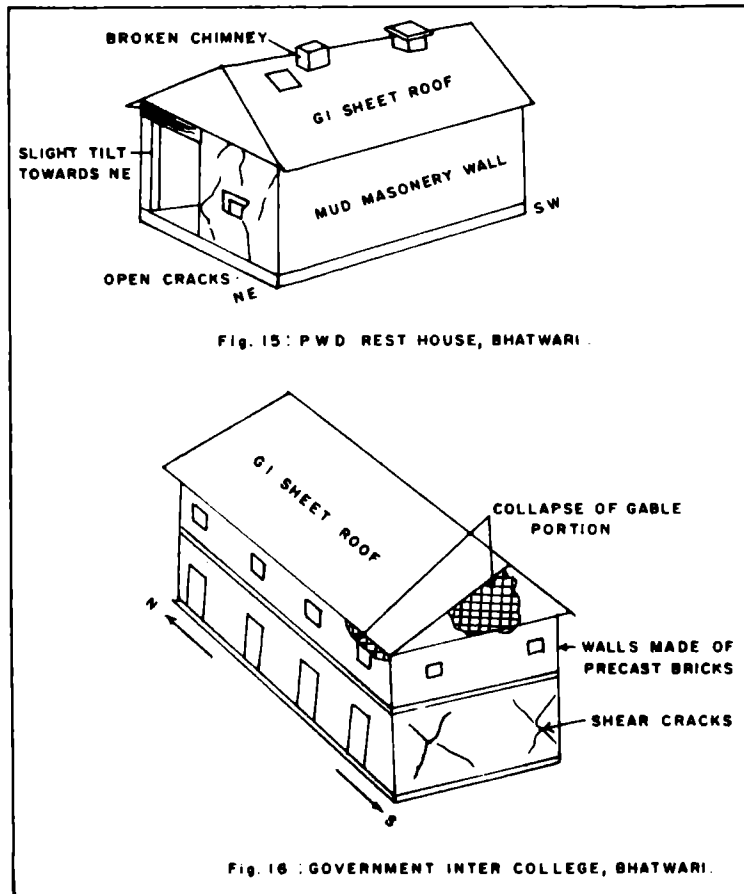 BROKEN CHIMNEY
GI SHEET ROOF
SLIGHT TILT
TOWARDS NE
MUD MASONERY WALL
SW
OPEN CRACKS
NE
Fig. 15: PWD REST HOUSE, BHATWARI.
GI SHEET ROOF
COLLAPSE OF GABLE
PORTION
N
WALLS MADE OF
PRECAST BRICKS
SHEAR CRACKS
S
Fig. 16: GOVERNMENT INTER COLLEGE, BHATWARI.